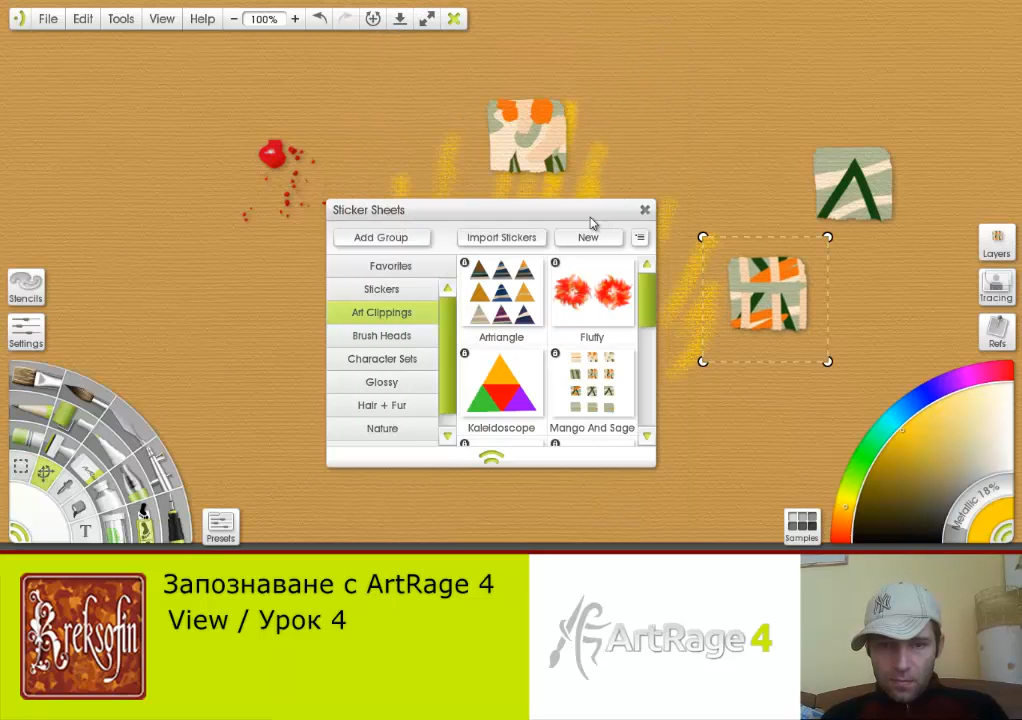 File Edit Tools View Help − 100% +
Sticker Sheets
Add Group Import Stickers New
Favorites
Stickers
Art Clippings
Brush Heads
Character Sets
Glossy
Hair + Fur
Nature
Artriangle Fluffy
Kaleidoscope Mango And Sage
Stencils
Settings
Presets
T
Layers
Tracing
Refs
Samples
Metallic 18%
Kreksofin
Запознаване с ArtRage 4
View / Урок 4
ArtRage 4